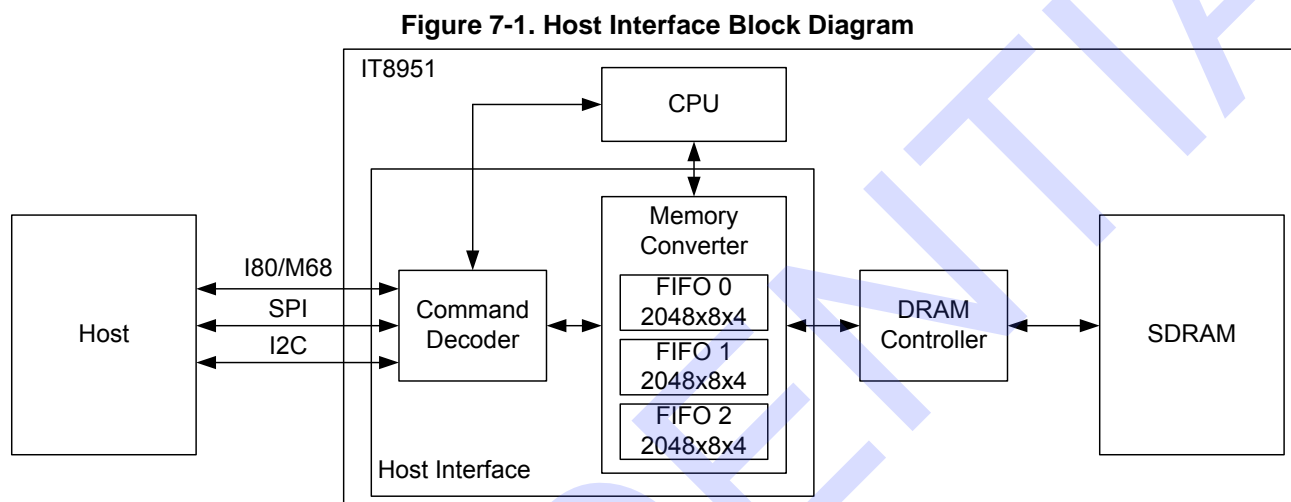 Figure 7-1. Host Interface Block Diagram
IT8951
CPU
Host
I80/M68
SPI
I2C
Command
Decoder
Memory
Converter
FIFO 0
2048x8x4
FIFO 1
2048x8x4
FIFO 2
2048x8x4
Host Interface
DRAM
Controller
SDRAM
ENTIA